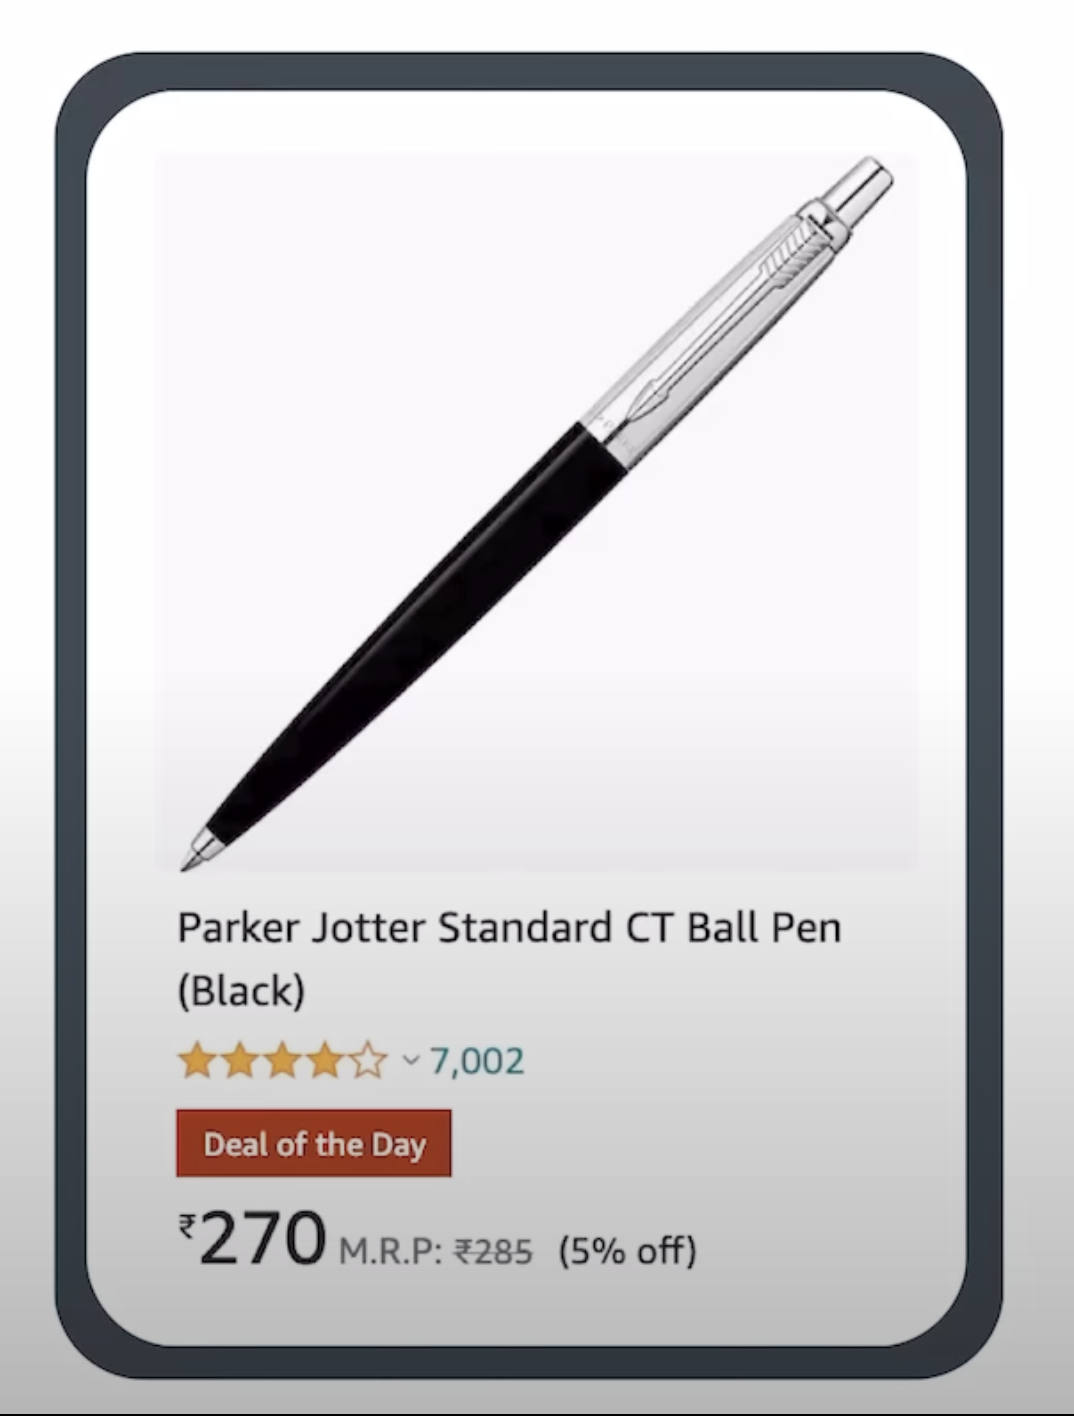 Parker Jotter Standard CT Ball Pen
(Black)
7,002
Deal of the Day
₹270 M.R.P: ₹285 (5% off)